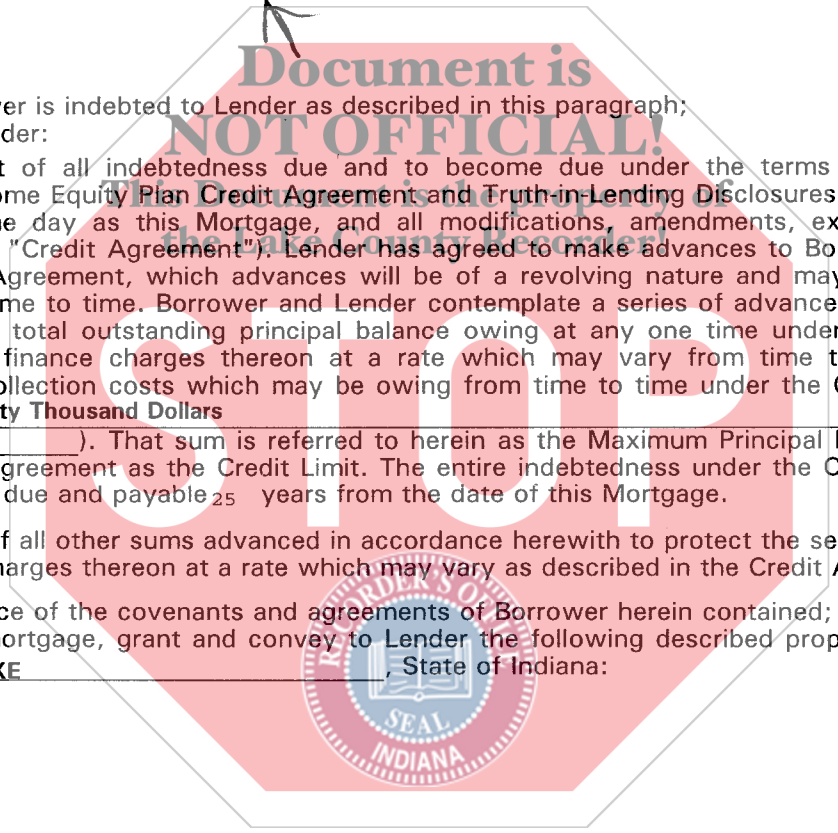 Document is
er is indebted to Lender as described in this paragraph;
NOT OFFICIAL!
der:
t of all indebtedness due and to become due under the terms
ome Equity Plan Credit Agreement and Truth-in-Lending Disclosures
This Document is the property of
e day as this Mortgage, and all modifications, amendments, ex
the Lake County Recorder!
"Credit Agreement"). Lender has agreed to make advances to Bo
Agreement, which advances will be of a revolving nature and may
me to time. Borrower and Lender contemplate a series of advance
total outstanding principal balance owing at any one time under
finance charges thereon at a rate which may vary from time t
ollection costs which may be owing from time to time under the C
ty Thousand Dollars
). That sum is referred to herein as the Maximum Principal
greement as the Credit Limit. The entire indebtedness under the C
due and payable 25 years from the date of this Mortgage.
STOP
f all other sums advanced in accordance herewith to protect the se
arges thereon at a rate which may vary as described in the Credit A
ce of the covenants and agreements of Borrower herein contained;
ortgage, grant and convey to Lender the following described prop
KE, State of Indiana:
RECORDER'S OFFICE
SEAL
INDIANA